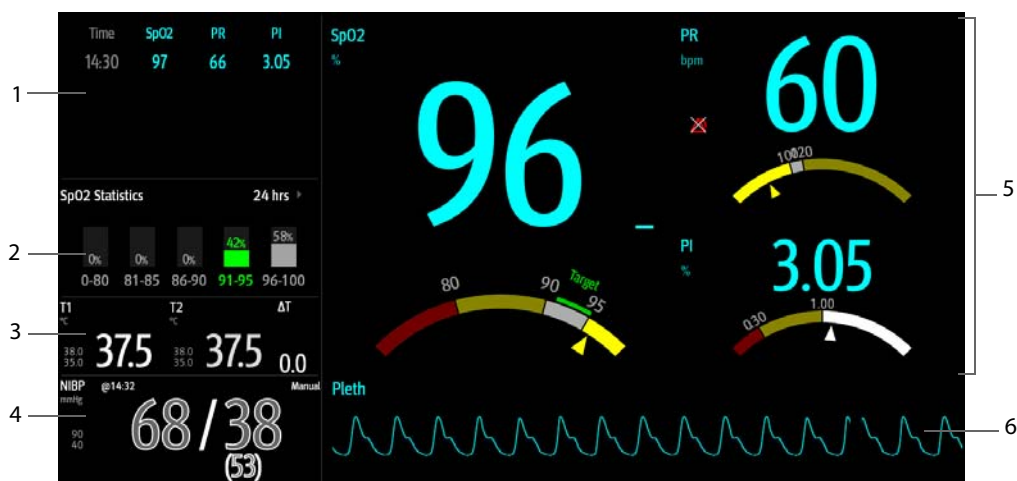 Time SpO2 PR PI
14:30 97 66 3.05
SpO2 Statistics 24 hrs
0% 0% 0% 42% 58%
0-80 81-85 86-90 91-95 96-100
T1 T2 ΔT
°C °C
38.0 35.0 37.5 38.0 35.0 37.5 0.0
NIBP @14:32 Manual
mmHg
90
40
68 / 38
(53)
SpO2
%
96
80 90 Target 95
PR
bpm
60
100 120
PI
%
3.05
0.30 1.00
Pleth
1
2
3
4
5
6